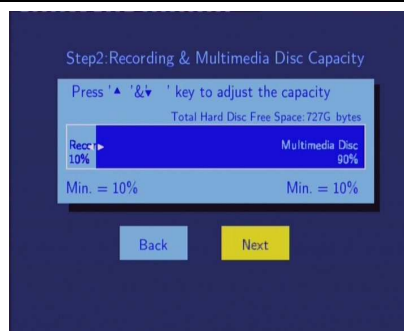 Step2:Recording & Multimedia Disc Capacity
Press '▲ '&'▼ ' key to adjust the capacity
Total Hard Disc Free Space:727G bytes
Multimedia Disc
10% 90%
Min. = 10% Min. = 10%
Back Next